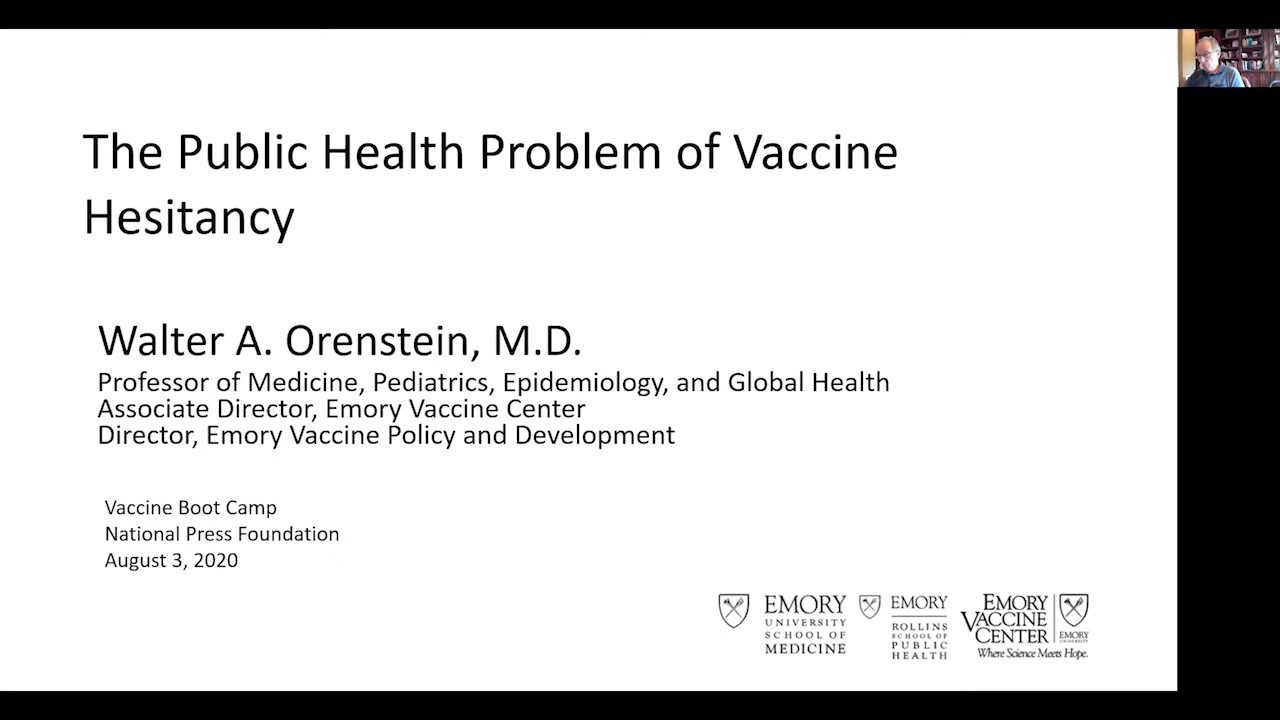 The Public Health Problem of Vaccine
Hesitancy
Walter A. Orenstein, M.D.
Professor of Medicine, Pediatrics, Epidemiology, and Global Health
Associate Director, Emory Vaccine Center
Director, Emory Vaccine Policy and Development
Vaccine Boot Camp
National Press Foundation
August 3, 2020
EMORY
UNIVERSITY
SCHOOL OF
MEDICINE
EMORY
ROLLINS
SCHOOL OF
PUBLIC
HEALTH
EMORY
VACCINE
CENTER
Where Science Meets Hope.
EMORY
UNIVERSITY